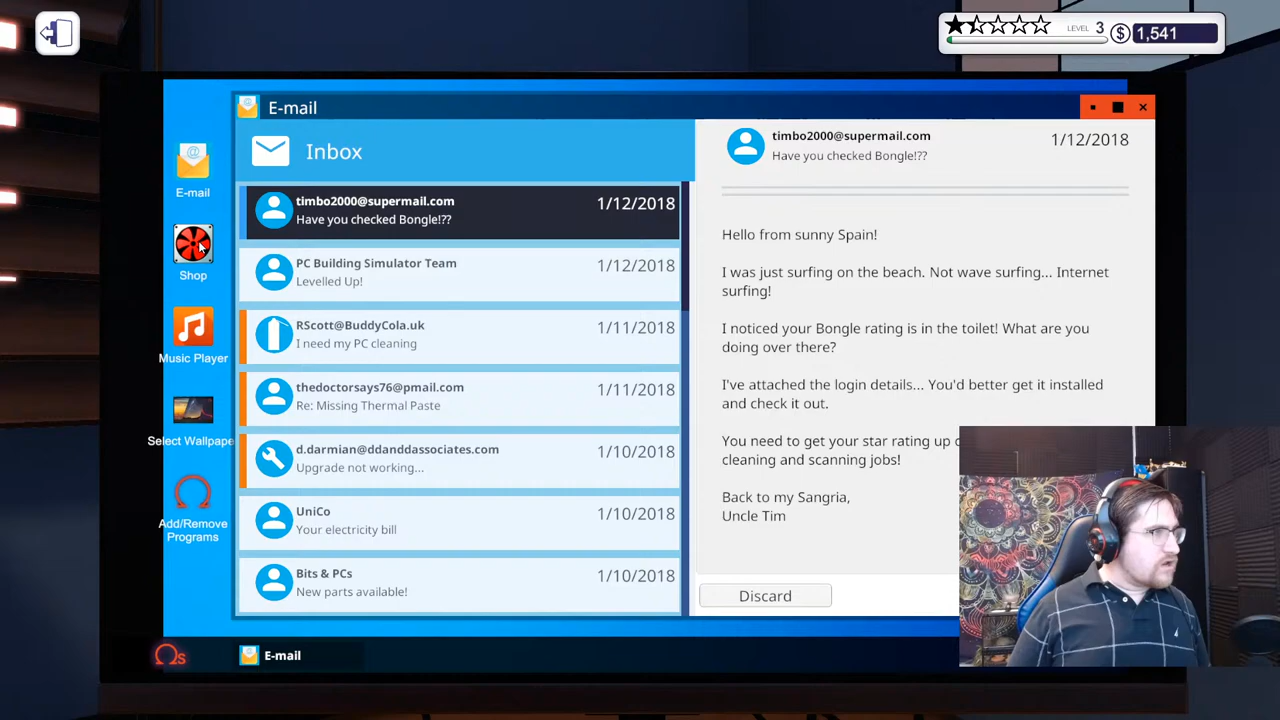 LEVEL 3 $ 1,541
E-mail
Inbox
timbo2000@supermail.com 1/12/2018
Have you checked Bongle!??
PC Building Simulator Team 1/12/2018
Levelled Up!
RScott@BuddyCola.uk 1/11/2018
I need my PC cleaning
thedoctorsays76@pmail.com 1/11/2018
Re: Missing Thermal Paste
d.darmian@ddanddassociates.com 1/10/2018
Upgrade not working...
UniCo 1/10/2018
Your electricity bill
Bits & PCs 1/10/2018
New parts available!
timbo2000@supermail.com 1/12/2018
Have you checked Bongle!??
Hello from sunny Spain!
I was just surfing on the beach. Not wave surfing... Internet
surfing!
I noticed your Bongle rating is in the toilet! What are you
doing over there?
I've attached the login details... You'd better get it installed
and check it out.
You need to get your star rating up
cleaning and scanning jobs!
Back to my Sangria,
Uncle Tim
Discard
E-mail
Shop
Music Player
Select Wallpape
Add/Remove
Programs
Os
E-mail